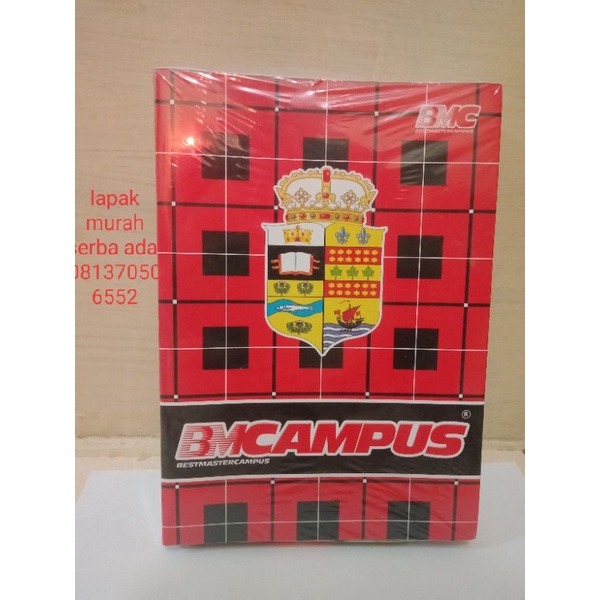 BMC
BESTMASTERCAMPUS
lapak
murah
serba ada
08137050
6552
BMCAMPUS ®
BESTMASTERCAMPUS